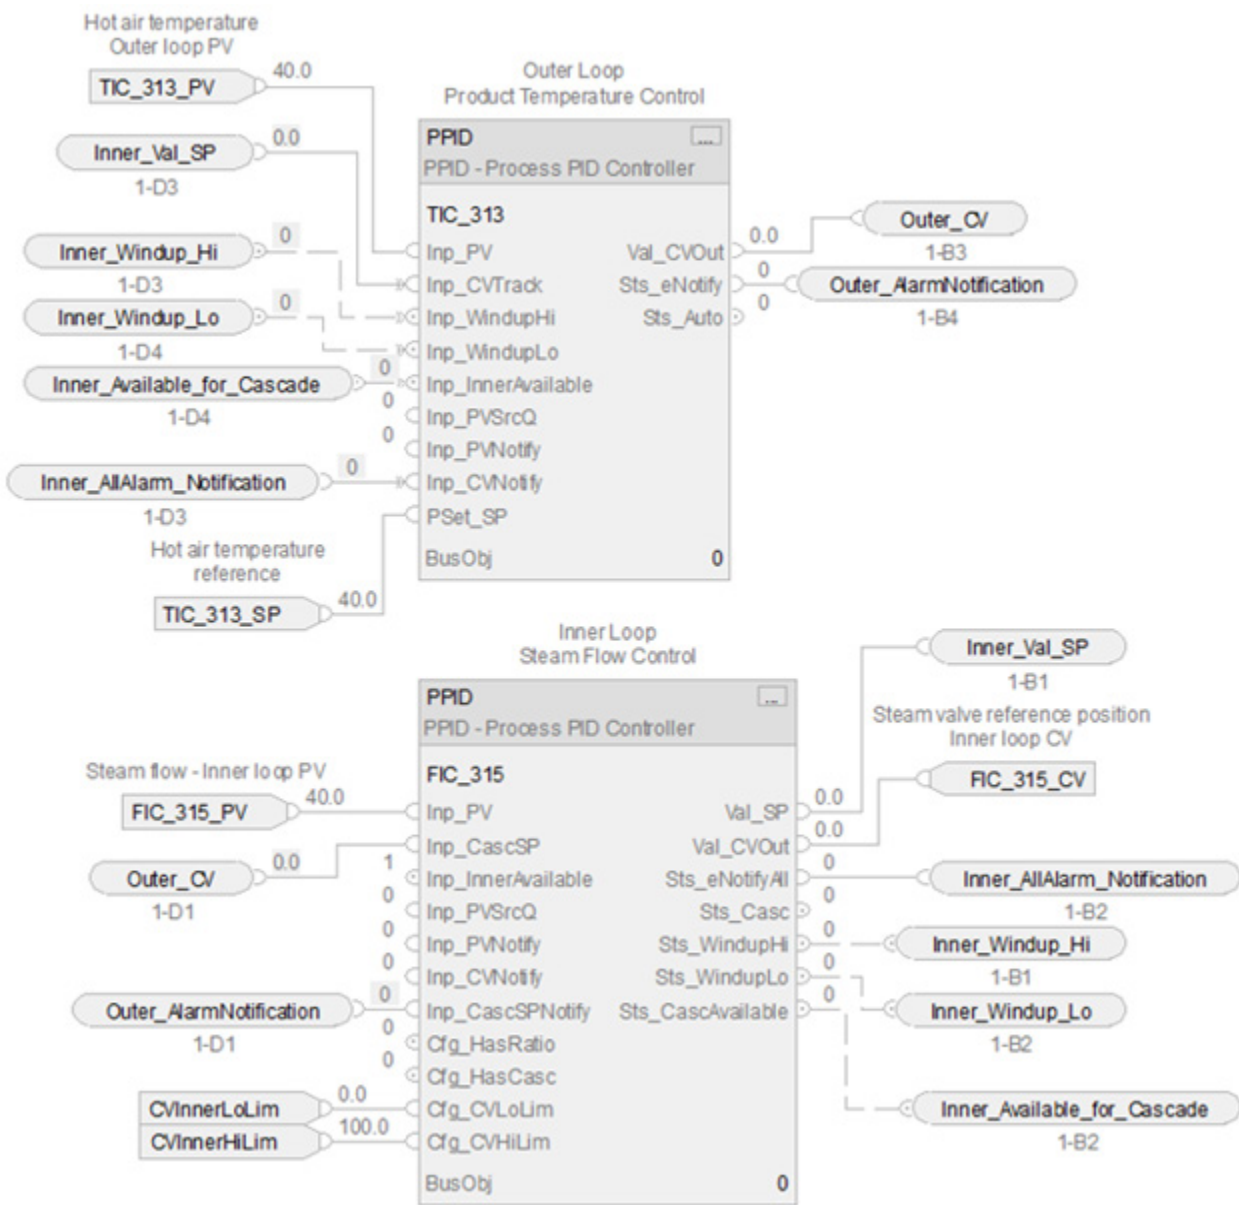 Hot air temperature
Outer loop PV
TIC_313_PV
40.0
Inner_Val_SP
0.0
1-D3
Inner_Windup_Hi
0
1-D3
Inner_Windup_Lo
0
1-D4
Inner_Available_for_Cascade
0
1-D4
0
0
Inner_AllAlarm_Notification
0
1-D3
Hot air temperature
reference
TIC_313_SP
40.0
Outer Loop
Product Temperature Control
PPID
...
PPID - Process PID Controller
TIC_313
Inp_PV
Val_CVOut
Inp_CVTrack
Sts_eNotify
Inp_WindupHi
Sts_Auto
Inp_WindupLo
Inp_InnerAvailable
Inp_PVSrcQ
Inp_PVNotify
Inp_CVNotify
PSet_SP
BusObj
0
0.0
Outer_CV
1-B3
0
Outer_AlarmNotification
0
1-B4
Inner Loop
Steam Flow Control
PPID
...
PPID - Process PID Controller
FIC_315
Inp_PV
Val_SP
Inp_CascSP
Val_CVOut
Inp_InnerAvailable
Sts_eNotifyAll
Inp_PVSrcQ
Sts_Casc
Inp_PVNotify
Sts_WindupHi
Inp_CVNotify
Sts_WindupLo
Inp_CascSPNotify
Sts_CascAvailable
Cfg_HasRatio
Cfg_HasCasc
Cfg_CVLoLim
Cfg_CVHiLim
BusObj
0
Steam flow - Inner loop PV
FIC_315_PV
40.0
Outer_CV
0.0
1-D1
1
0
0
0
Outer_AlarmNotification
0
1-D1
0
0
CVInnerLoLim
0.0
CVInnerHiLim
100.0
Inner_Val_SP
1-B1
Steam valve reference position
Inner loop CV
FIC_315_CV
0.0
0.0
0
Inner_AllAlarm_Notification
1-B2
0
0
Inner_Windup_Hi
1-B1
0
Inner_Windup_Lo
1-B2
0
Inner_Available_for_Cascade
1-B2